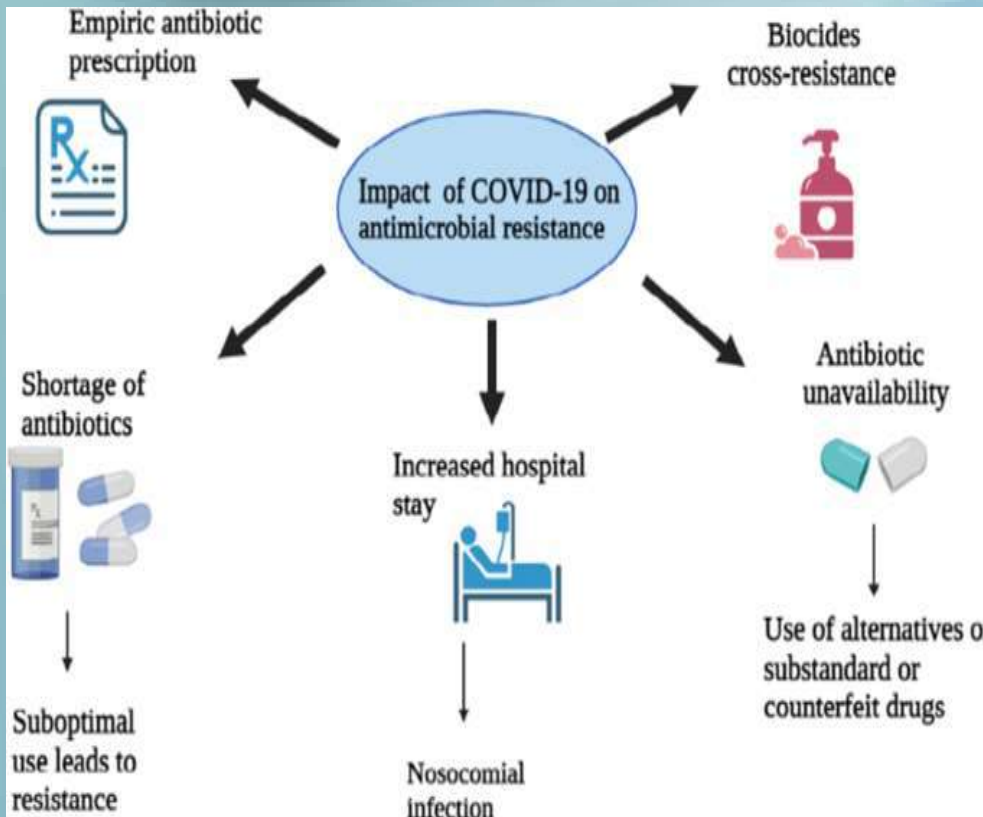 Empiric antibiotic
prescription
Biocides
cross-resistance
Rx
Impact of COVID-19 on
antimicrobial resistance
Shortage of
antibiotics
Increased hospital
stay
Antibiotic
unavailability
Suboptimal
use leads to
resistance
Nosocomial
infection
Use of alternatives o
substandard or
counterfeit drugs